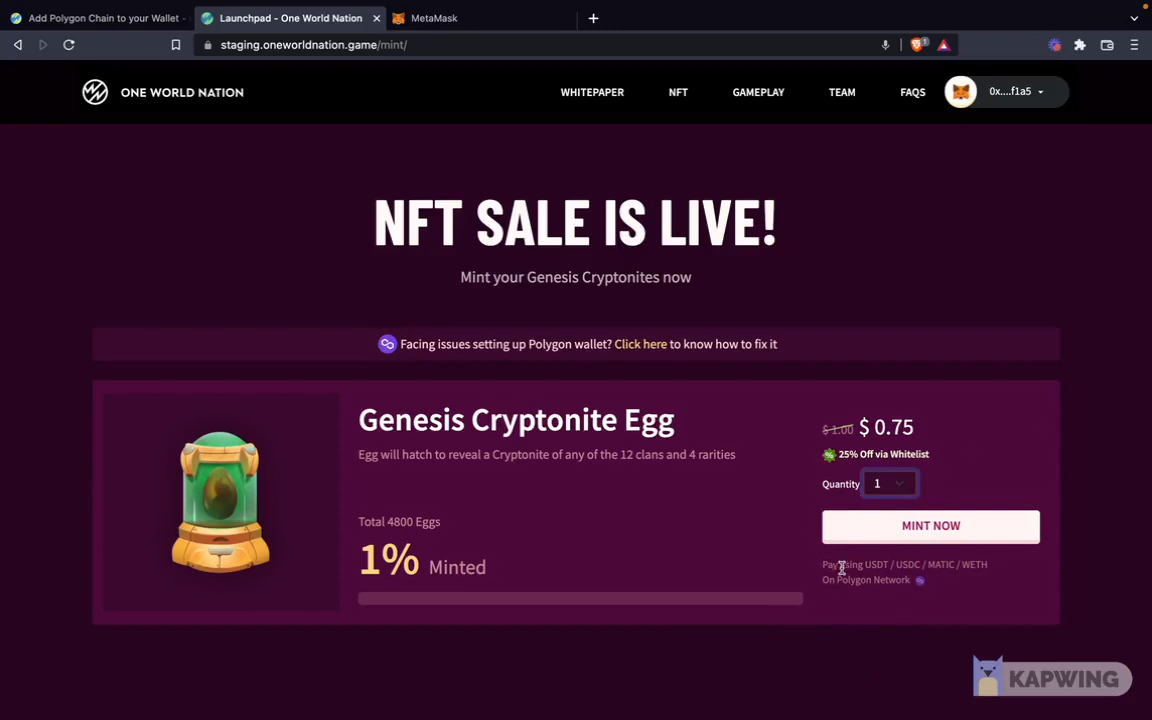 Add Polygon Chain to your Wallet -
Launchpad - One World Nation
MetaMask
staging.oneworldnation.game/mint/
1
ONE WORLD NATION
WHITEPAPER
NFT
GAMEPLAY
TEAM
FAQS
0x....f1a5
NFT SALE IS LIVE!
Mint your Genesis Cryptonites now
Facing issues setting up Polygon wallet? Click here to know how to fix it
Genesis Cryptonite Egg
Egg will hatch to reveal a Cryptonite of any of the 12 clans and 4 rarities
Total 4800 Eggs
1% Minted
$ 1.00 $ 0.75
25% Off via Whitelist
Quantity 1
MINT NOW
Pay using USDT / USDC / MATIC / WETH
On Polygon Network
KAPWING